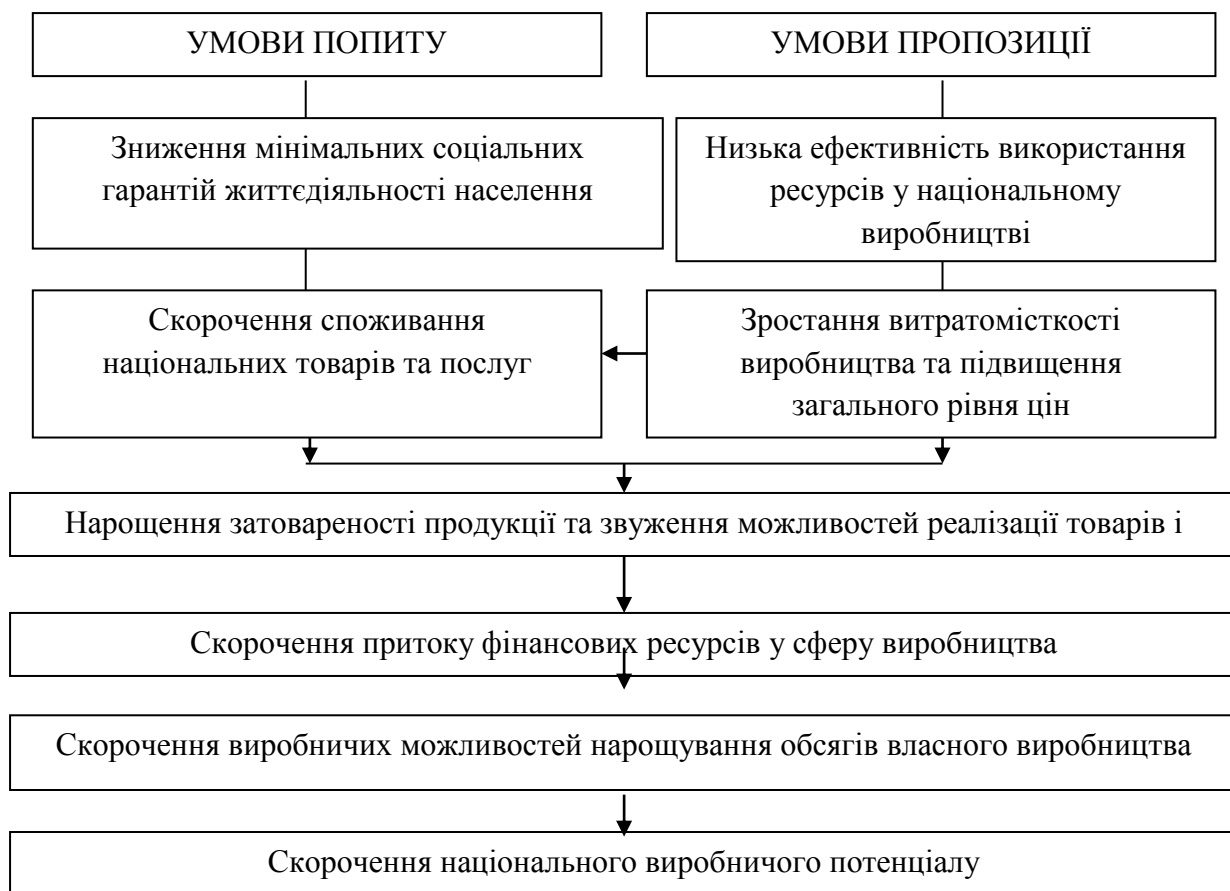 УМОВИ ПОПИТУ
УМОВИ ПРОПОЗИЦІЇ
Зниження мінімальних соціальних
гарантій життєдіяльності населення
Низька ефективність використання
ресурсів у національному
виробництві
Скорочення споживання
національних товарів та послуг
Зростання витратомісткості
виробництва та підвищення
загального рівня цін
Нарощення затовареності продукції та звуження можливостей реалізації товарів і
Скорочення притоку фінансових ресурсів у сферу виробництва
Скорочення виробничих можливостей нарощування обсягів власного виробництва
Скорочення національного виробничого потенціалу